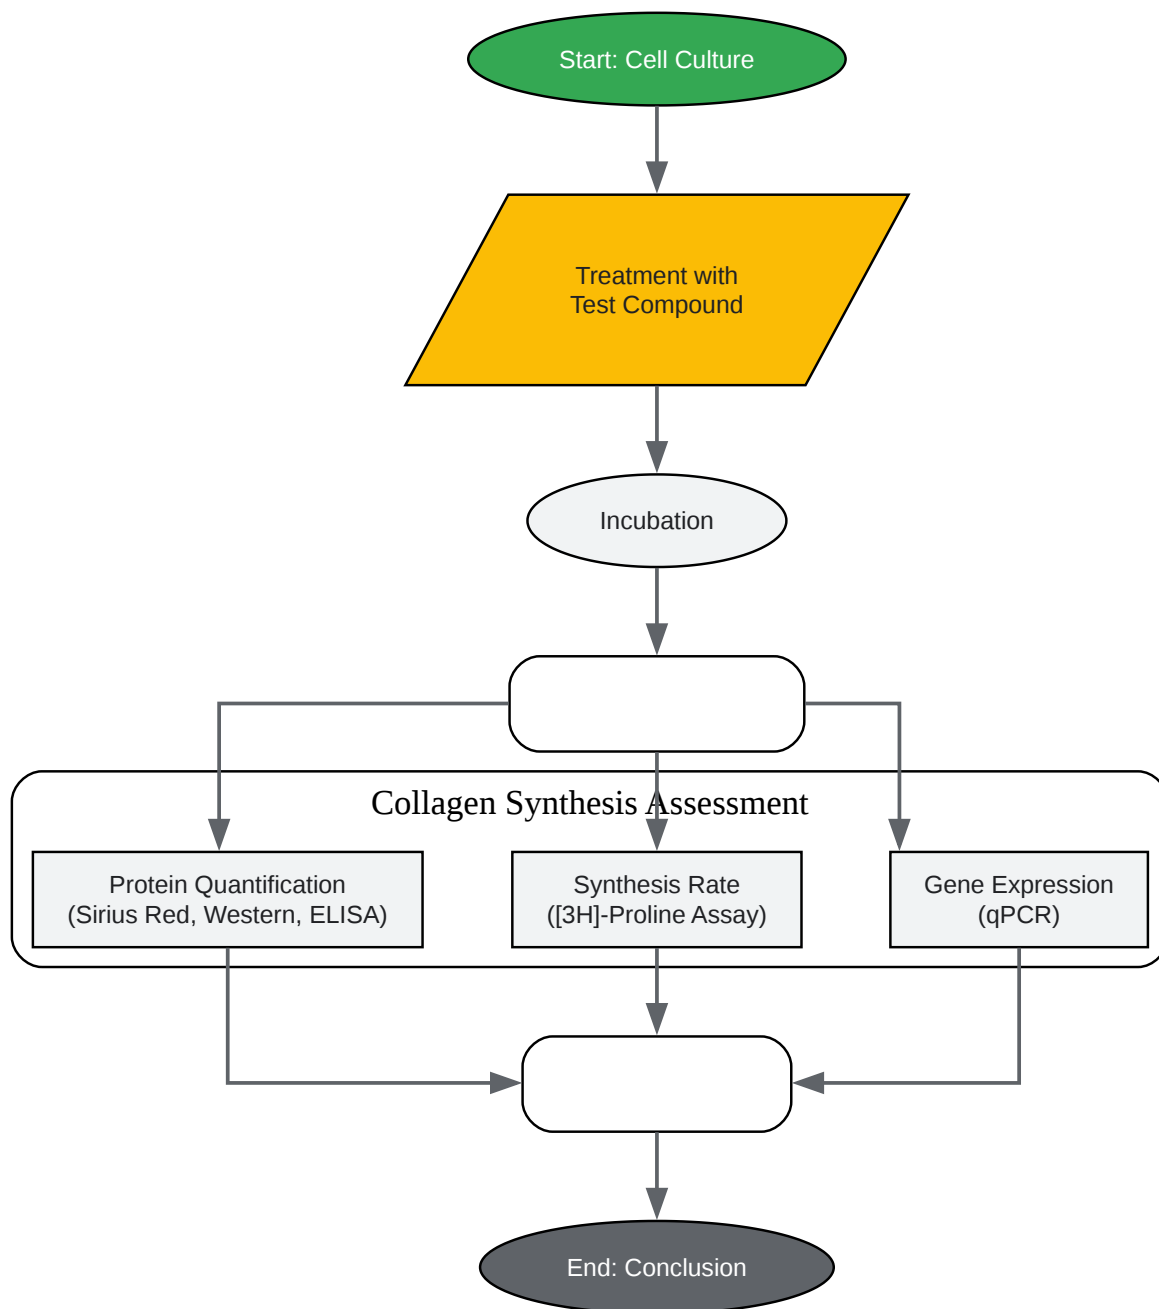 Start: Cell Culture
Treatment with
Test Compound
Incubation
Collagen Synthesis Assessment
Protein Quantification
(Sirius Red, Western, ELISA)
Synthesis Rate
([3H]-Proline Assay)
Gene Expression
(qPCR)
End: Conclusion